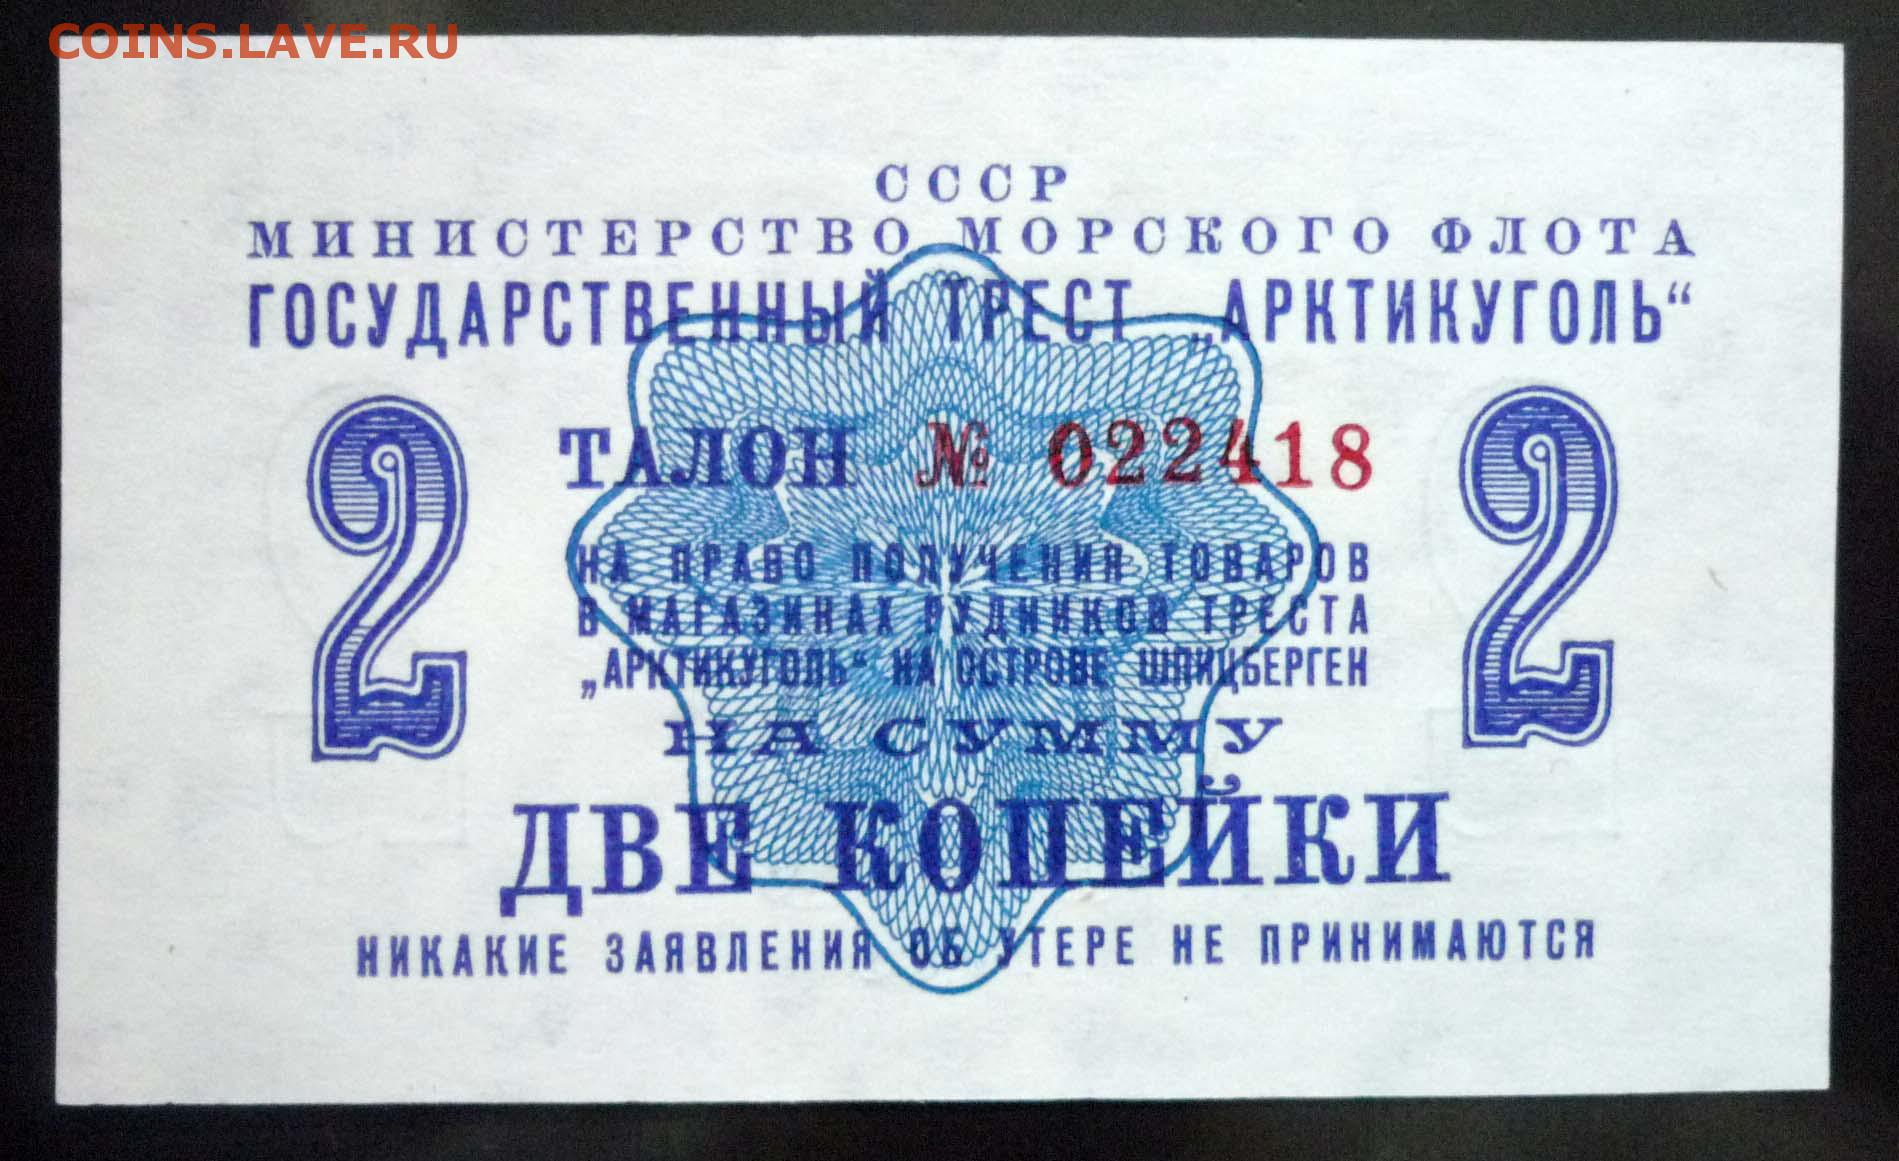 COINS.LAVE.RU
СССР
МИНИСТЕРСТВО МОРСКОГО ФЛОТА
ГОСУДАРСТВЕННЫЙ ТРЕСТ „АРКТИКУГОЛЬ“
2 ТАЛОН № 022418 2
НА ПРАВО ПОЛУЧЕНИЯ ТОВАРОВ
В МАГАЗИНАХ РУДНИКОВ ТРЕСТА
„АРКТИКУГОЛЬ“ НА ОСТРОВЕ ШПИЦБЕРГЕН
НА СУММУ
ДВЕ КОПЕЙКИ
НИКАКИЕ ЗАЯВЛЕНИЯ ОБ УТЕРЕ НЕ ПРИНИМАЮТСЯ